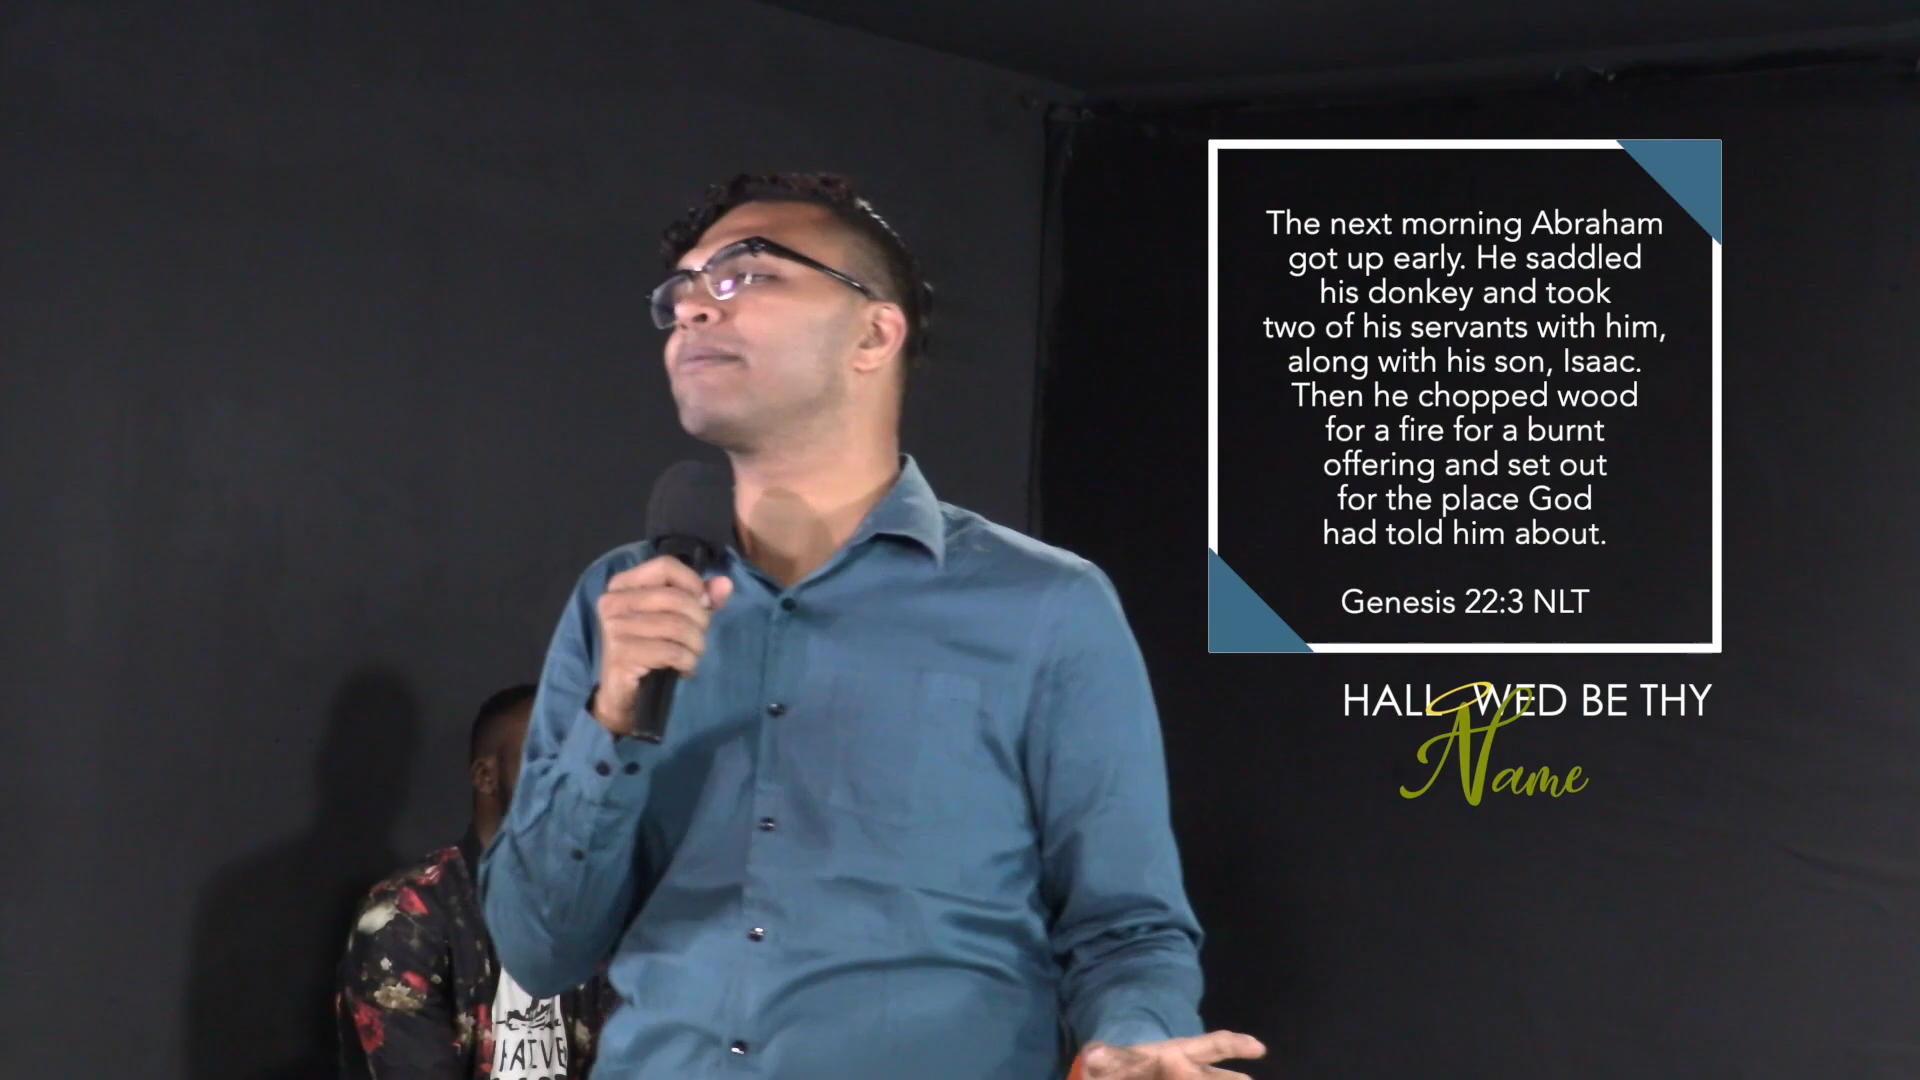 The next morning Abraham
got up early. He saddled
his donkey and took
two of his servants with him,
along with his son, Isaac.
Then he chopped wood
for a fire for a burnt
offering and set out
for the place God
had told him about.
Genesis 22:3 NLT
HALLOWED BE THY
Name